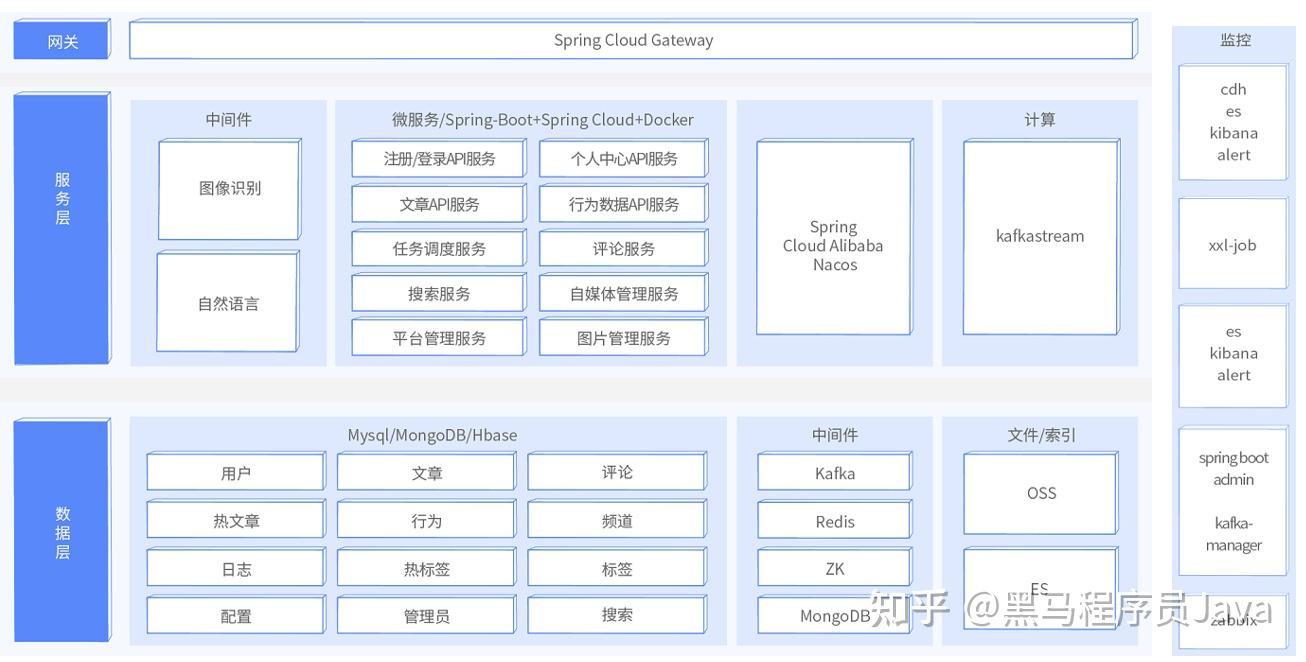 网关
Spring Cloud Gateway
服
务
层
中间件
图像识别
自然语言
微服务/Spring-Boot+Spring Cloud+Docker
注册/登录API服务
个人中心API服务
文章API服务
行为数据API服务
任务调度服务
评论服务
搜索服务
自媒体管理服务
平台管理服务
图片管理服务
Spring
Cloud Alibaba
Nacos
计算
kafkastream
数
据
层
Mysql/MongoDB/Hbase
用户
文章
评论
热文章
行为
频道
日志
热标签
标签
配置
管理员
搜索
中间件
Kafka
Redis
ZK
MongoDB
文件/索引
OSS
ES
监控
cdh
es
kibana
alert
xxl-job
es
kibana
alert
spring boot
admin
kafka-
manager
zabbix
知乎 @黑马程序员Java